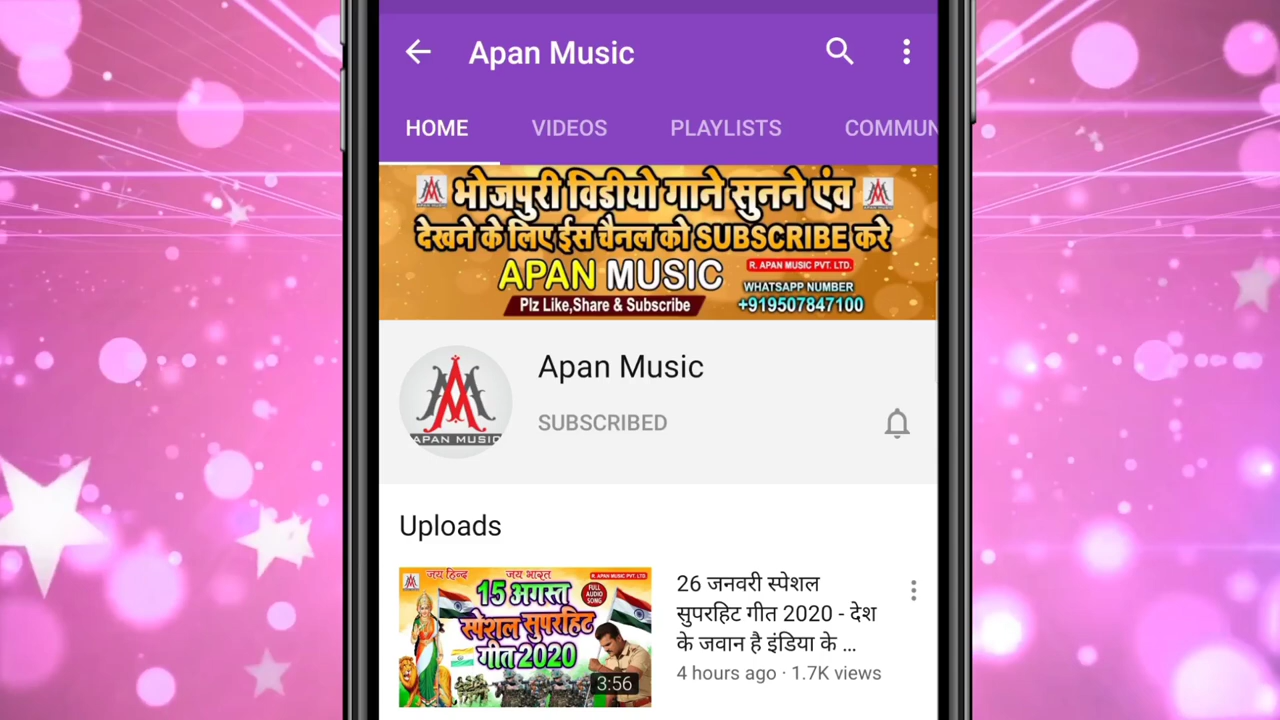 Apan Music
HOME VIDEOS PLAYLISTS COMMUN
भोजपुरी विडीयो गाने सुनने एंव
देखने के लिए ईस चैनल को SUBSCRIBE करे
APAN MUSIC
R. APAN MUSIC PVT. LTD.
WHATSAPP NUMBER
Plz Like,Share & Subscribe
+919507847100
Apan Music
SUBSCRIBED
APAN MUSIC
Uploads
जय हिन्द जय भारत
R. APAN MUSIC PVT. LTD
15 अगस्त
FULL
AUDIO
SONG
स्पेशल सुपरहिट
गीत 2020
3:56
26 जनवरी स्पेशल
सुपरहिट गीत 2020 - देश
के जवान है इंडिया के ...
4 hours ago · 1.7K views